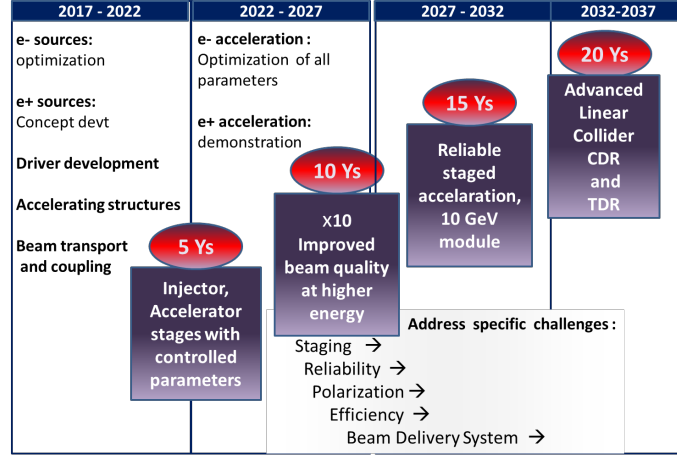 2017 - 2022
2022 - 2027
2027 - 2032
2032-2037
e- sources:
optimization
e+ sources:
Concept devt
Driver development
Accelerating structures
Beam transport
and coupling
e- acceleration :
Optimization of all
parameters
e+ acceleration:
demonstration
5 Ys
Injector,
Accelerator
stages with
controlled
parameters
10 Ys
x10
Improved
beam quality
at higher
energy
15 Ys
Reliable
staged
accelaration,
10 GeV
module
20 Ys
Advanced
Linear
Collider
CDR
and
TDR
Address specific challenges :
Staging →
Reliability →
Polarization →
Efficiency →
Beam Delivery System →